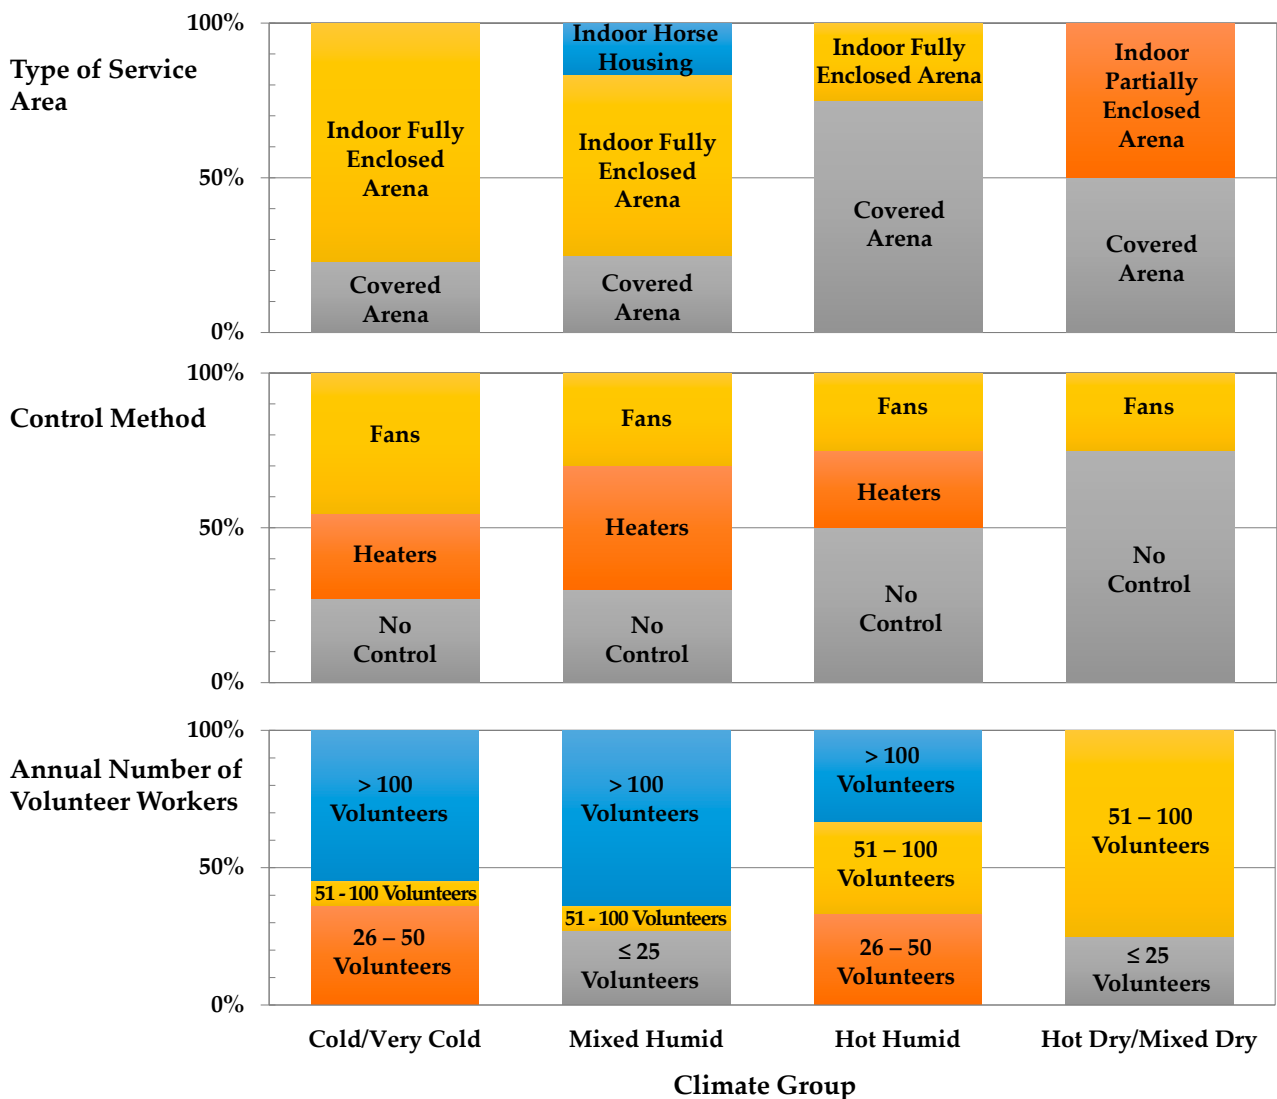 100%
Type of Service
Area
50%
0%
Indoor Fully
Enclosed
Arena
Covered
Arena
Indoor Horse
Housing
Indoor Fully
Enclosed
Arena
Covered
Arena
Indoor Fully
Enclosed Arena
Covered
Arena
Indoor
Partially
Enclosed
Arena
Covered
Arena
100%
Control Method
50%
0%
Fans
Heaters
No
Control
Fans
Heaters
No
Control
Fans
Heaters
No
Control
Fans
No
Control
100%
Annual Number of
Volunteer Workers
50%
0%
> 100
Volunteers
51 - 100 Volunteers
26 – 50
Volunteers
> 100
Volunteers
51 - 100 Volunteers
≤ 25
Volunteers
> 100
Volunteers
51 – 100
Volunteers
26 – 50
Volunteers
51 – 100
Volunteers
≤ 25
Volunteers
Cold/Very Cold
Mixed Humid
Hot Humid
Hot Dry/Mixed Dry
Climate Group